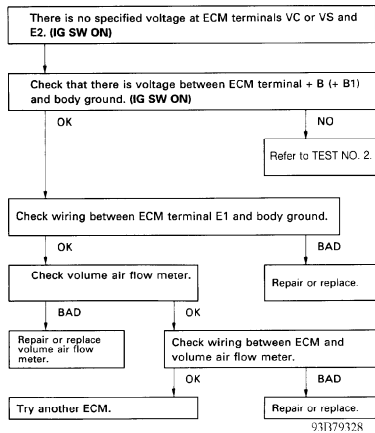 There is no specified voltage at ECM terminals VC or VS and
E2. (IG SW ON)
Check that there is voltage between ECM terminal + B (+ B1)
and body ground. (IG SW ON)
OK
NO
Refer to TEST NO. 2.
Check wiring between ECM terminal E1 and body ground.
OK
BAD
Check volume air flow meter.
Repair or replace.
BAD
OK
Repair or replace
volume air flow
meter.
Check wiring between ECM and
volume air flow meter.
OK
BAD
Try another ECM.
Repair or replace.
93B79328